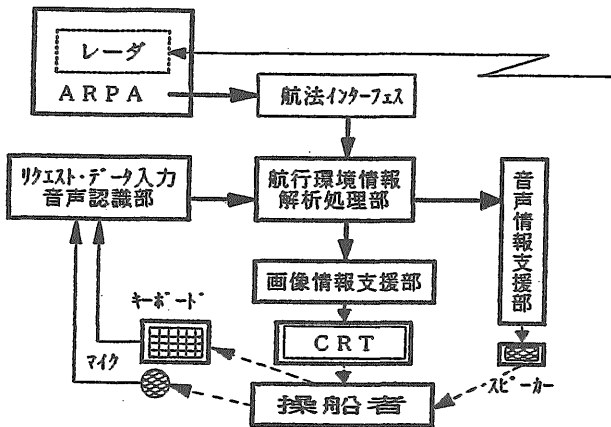 レーダ
ARPA
航法インターフェス
リクエスト・データ入力
音声認識部
航行環境情報
解析処理部
音声情報支援部
画像情報支援部
キーボード
CRT
マイク
スピーカー
操船者